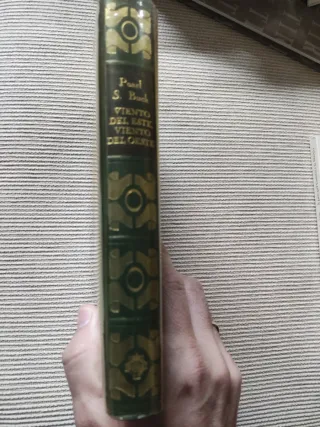 Pearl
S. Buck
VIENTO
DEL ESTE
VIENTO
DEL OESTE